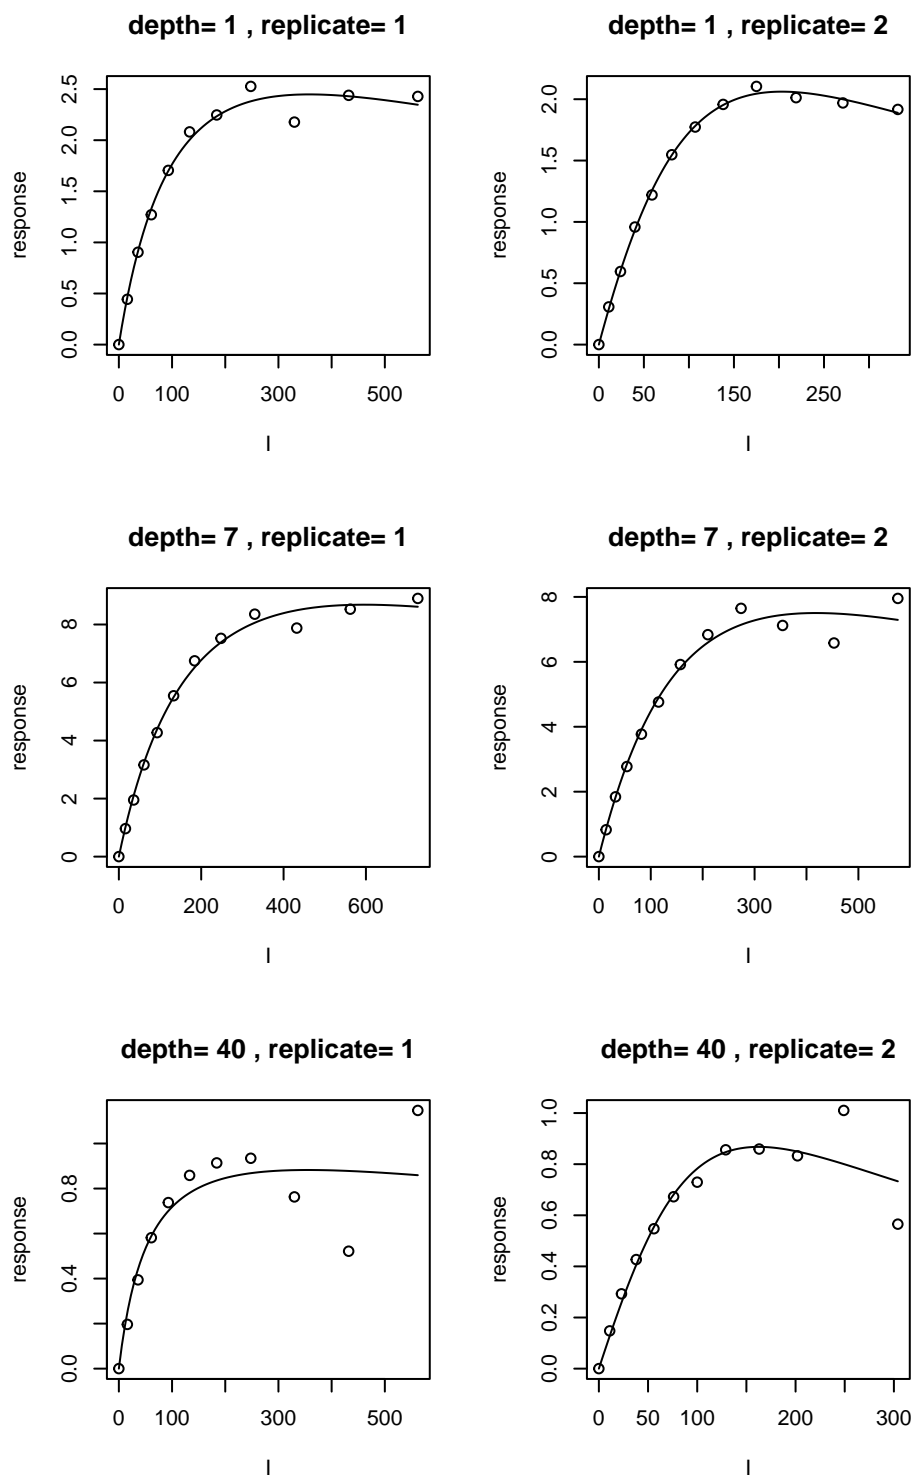 depth= 1 , replicate= 1
response
0.0 0.5 1.0 1.5 2.0 2.5
0 100 300 500
I
depth= 1 , replicate= 2
response
0.0 0.5 1.0 1.5 2.0
0 50 150 250
I
depth= 7 , replicate= 1
response
0 2 4 6 8
0 200 400 600
I
depth= 7 , replicate= 2
response
0 2 4 6 8
0 100 300 500
I
depth= 40 , replicate= 1
response
0.0 0.4 0.8
0 100 300 500
I
depth= 40 , replicate= 2
response
0.0 0.2 0.4 0.6 0.8 1.0
0 50 100 200 300
I